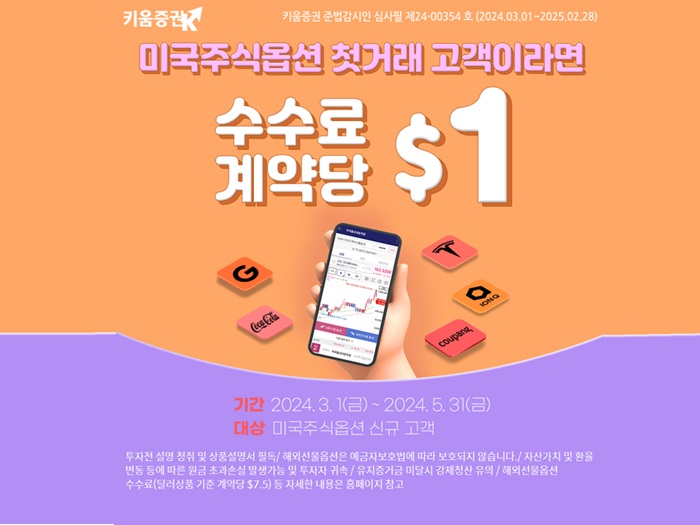 키움증권
키움증권 준법감시인 심사필 제24-00354 호 (2024,03.01~2025.02.28)
미국주식옵션 첫거래 고객이라면
수수료
계약당 $1
G
Coca-Cola
IONQ
coupang
기간 2024. 3. 1(금) ~ 2024. 5. 31(금)
대상 미국주식옵션 신규 고객
투자전 설명 청취 및 상품설명서 필독/ 해외선물옵션은 예금자보호법에 따라 보호되지 않습니다./ 자산가치 및 환율
변동 등에 따른 원금 초과손실 발생가능 및 투자자 귀속 / 유지증거금 미달시 강제청산 유의 / 해외선물옵션
수수료(달러상품 기준 계약당 $7.5) 등 자세한 내용은 홈페이지 참고